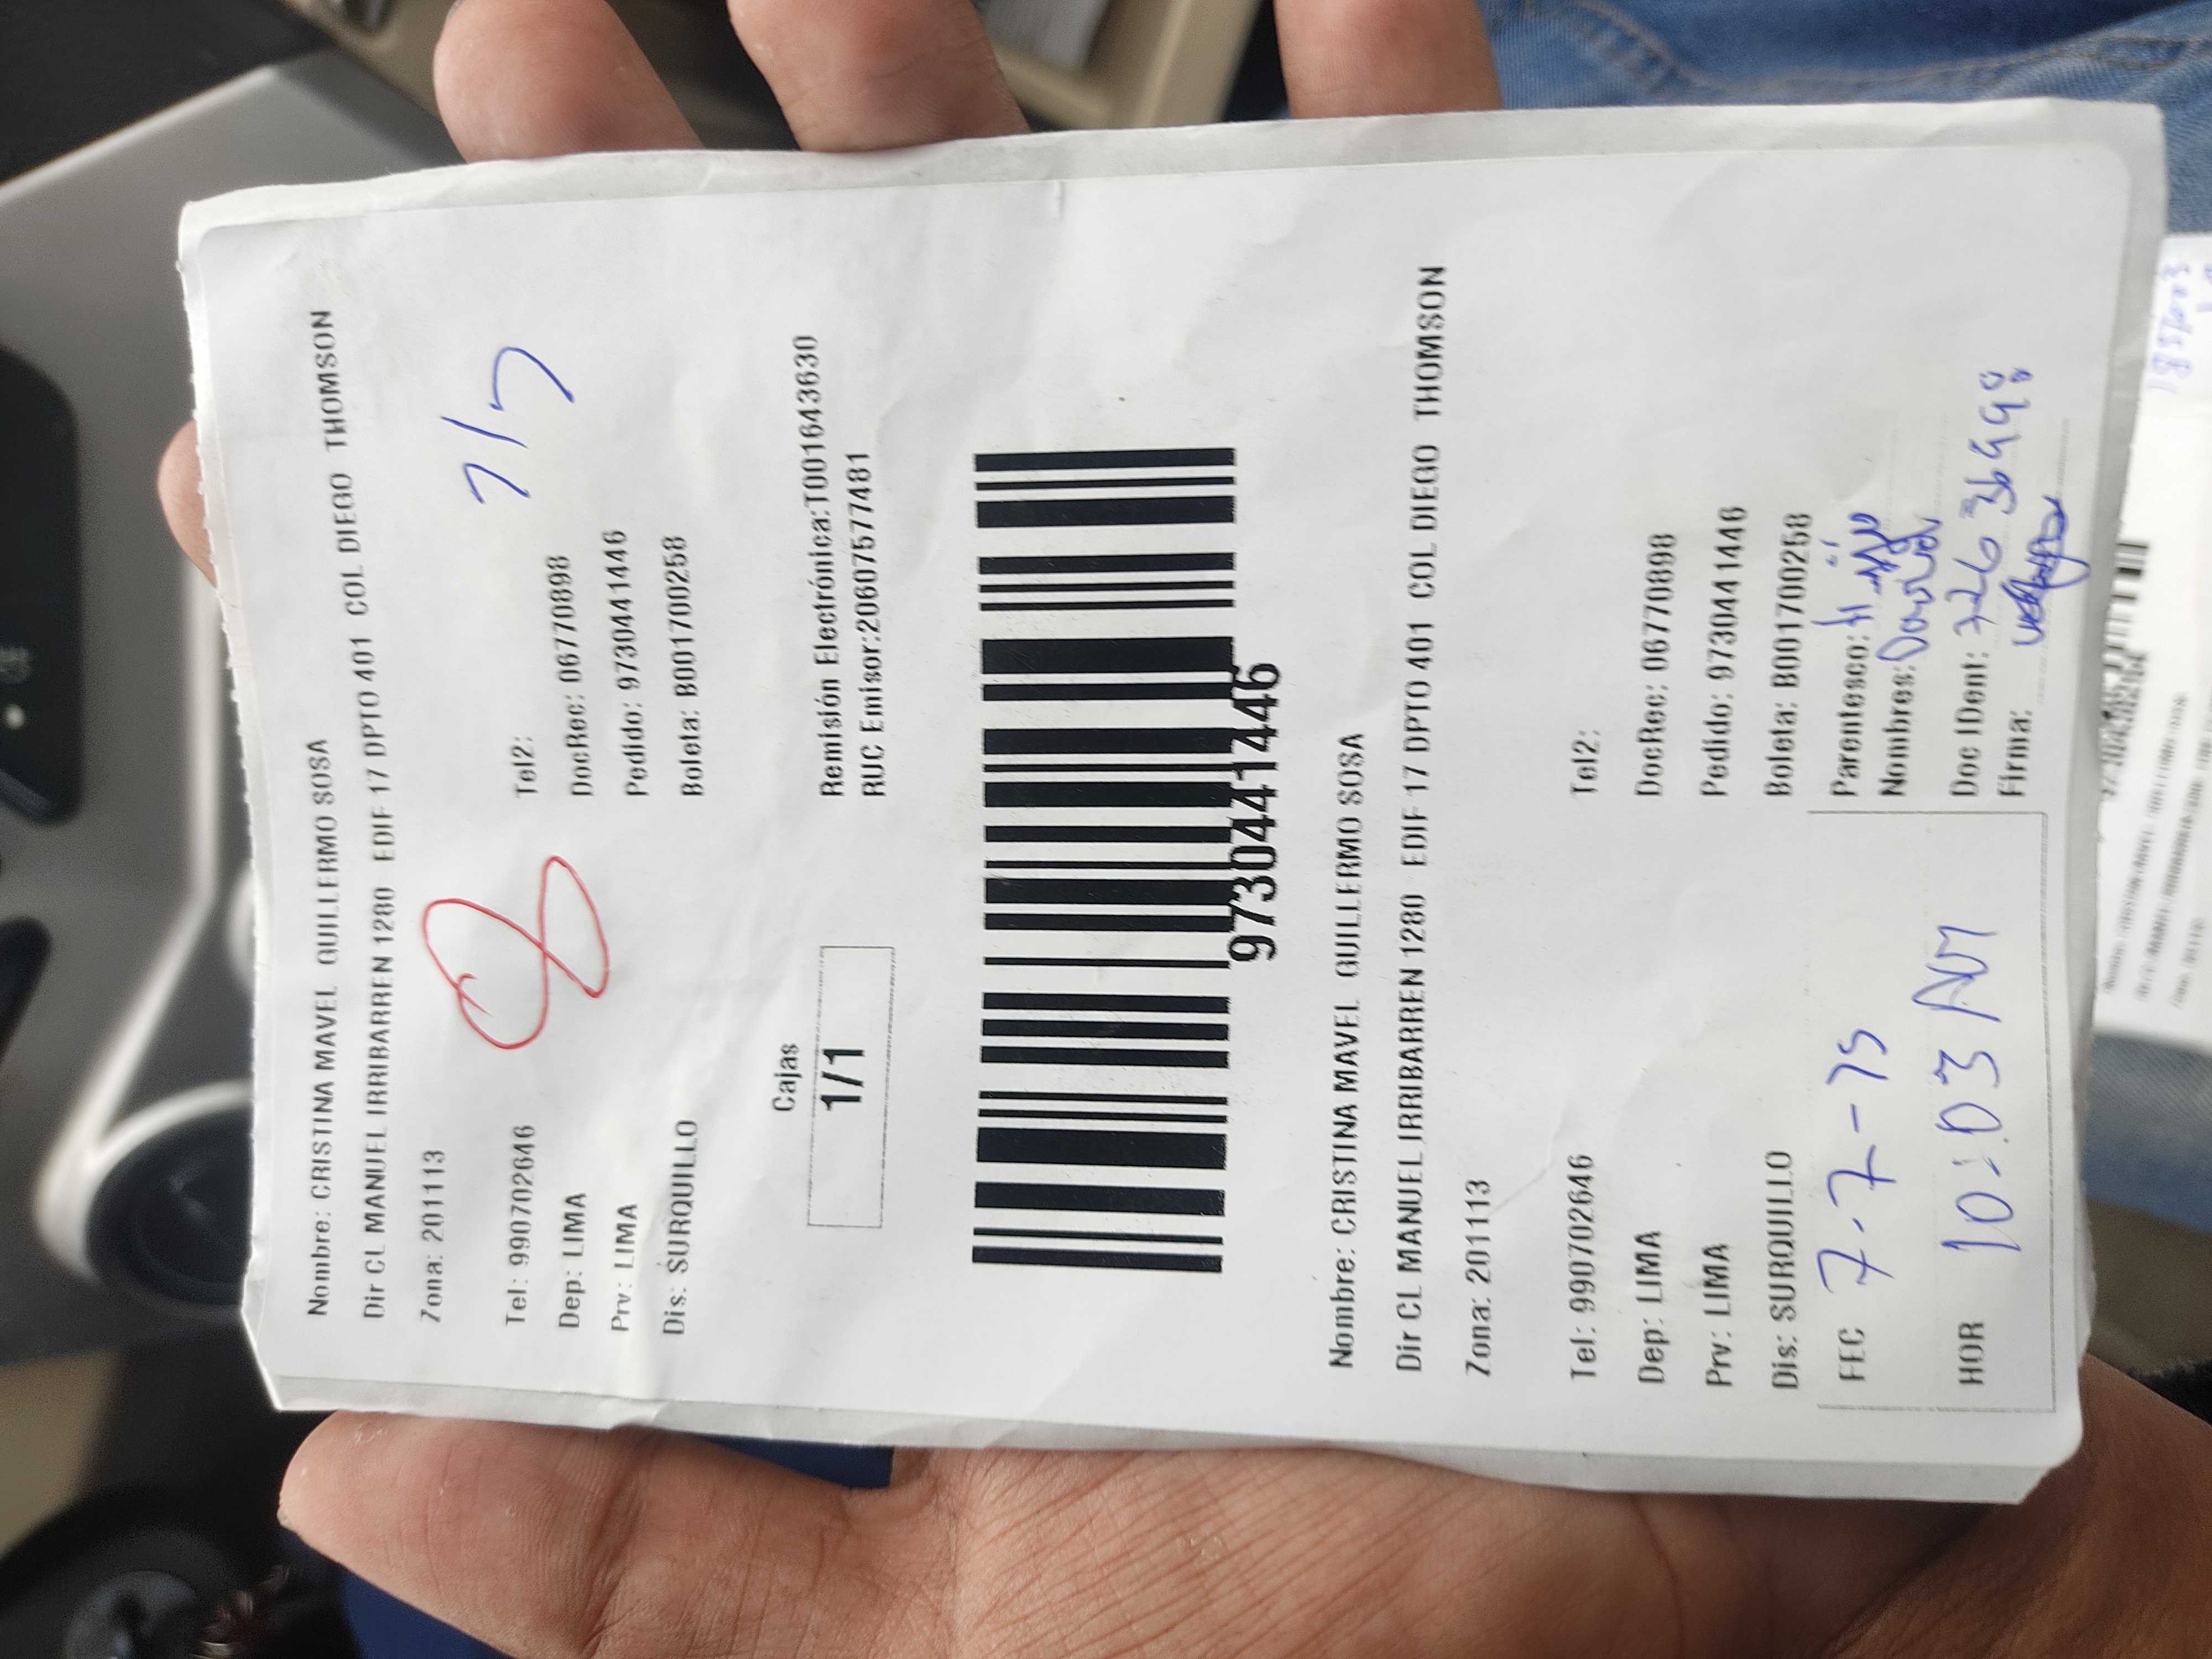 Nombre: CRISTINA MAVEL GUILLERMO SOSA
Dir CL MANUEL IRRIBARREN 1280 EDIF 17 DPTO 401 COL DIEGO THOMSON
Zona: 201113
8
7/7
Tel: 990702646 Tel2:
Dep: LIMA DocRec: 06770898
Prv: LIMA Pedido: 97304441446
Dis: SURQUILLO Boleta: B001700258
Cajas
1/1
Remisión Electrónica:T001643630
RUC Emisor:20607577481
97304441446
Nombre: CRISTINA MAVEL GUILLERMO SOSA
Dir CL MANUEL IRRIBARREN 1280 EDIF 17 DPTO 401 COL DIEGO THOMSON
Zona: 201113
Tel: 990702646 Tel2:
Dep: LIMA DocRec: 06770898
Prv: LIMA Pedido: 97304441446
Dis: SURQUILLO Boleta: B001700258
FEC 7-7-25
HOR 10:03 AM
Parentesco: Hijo
Nombres:
Doc IDent:
Firma: